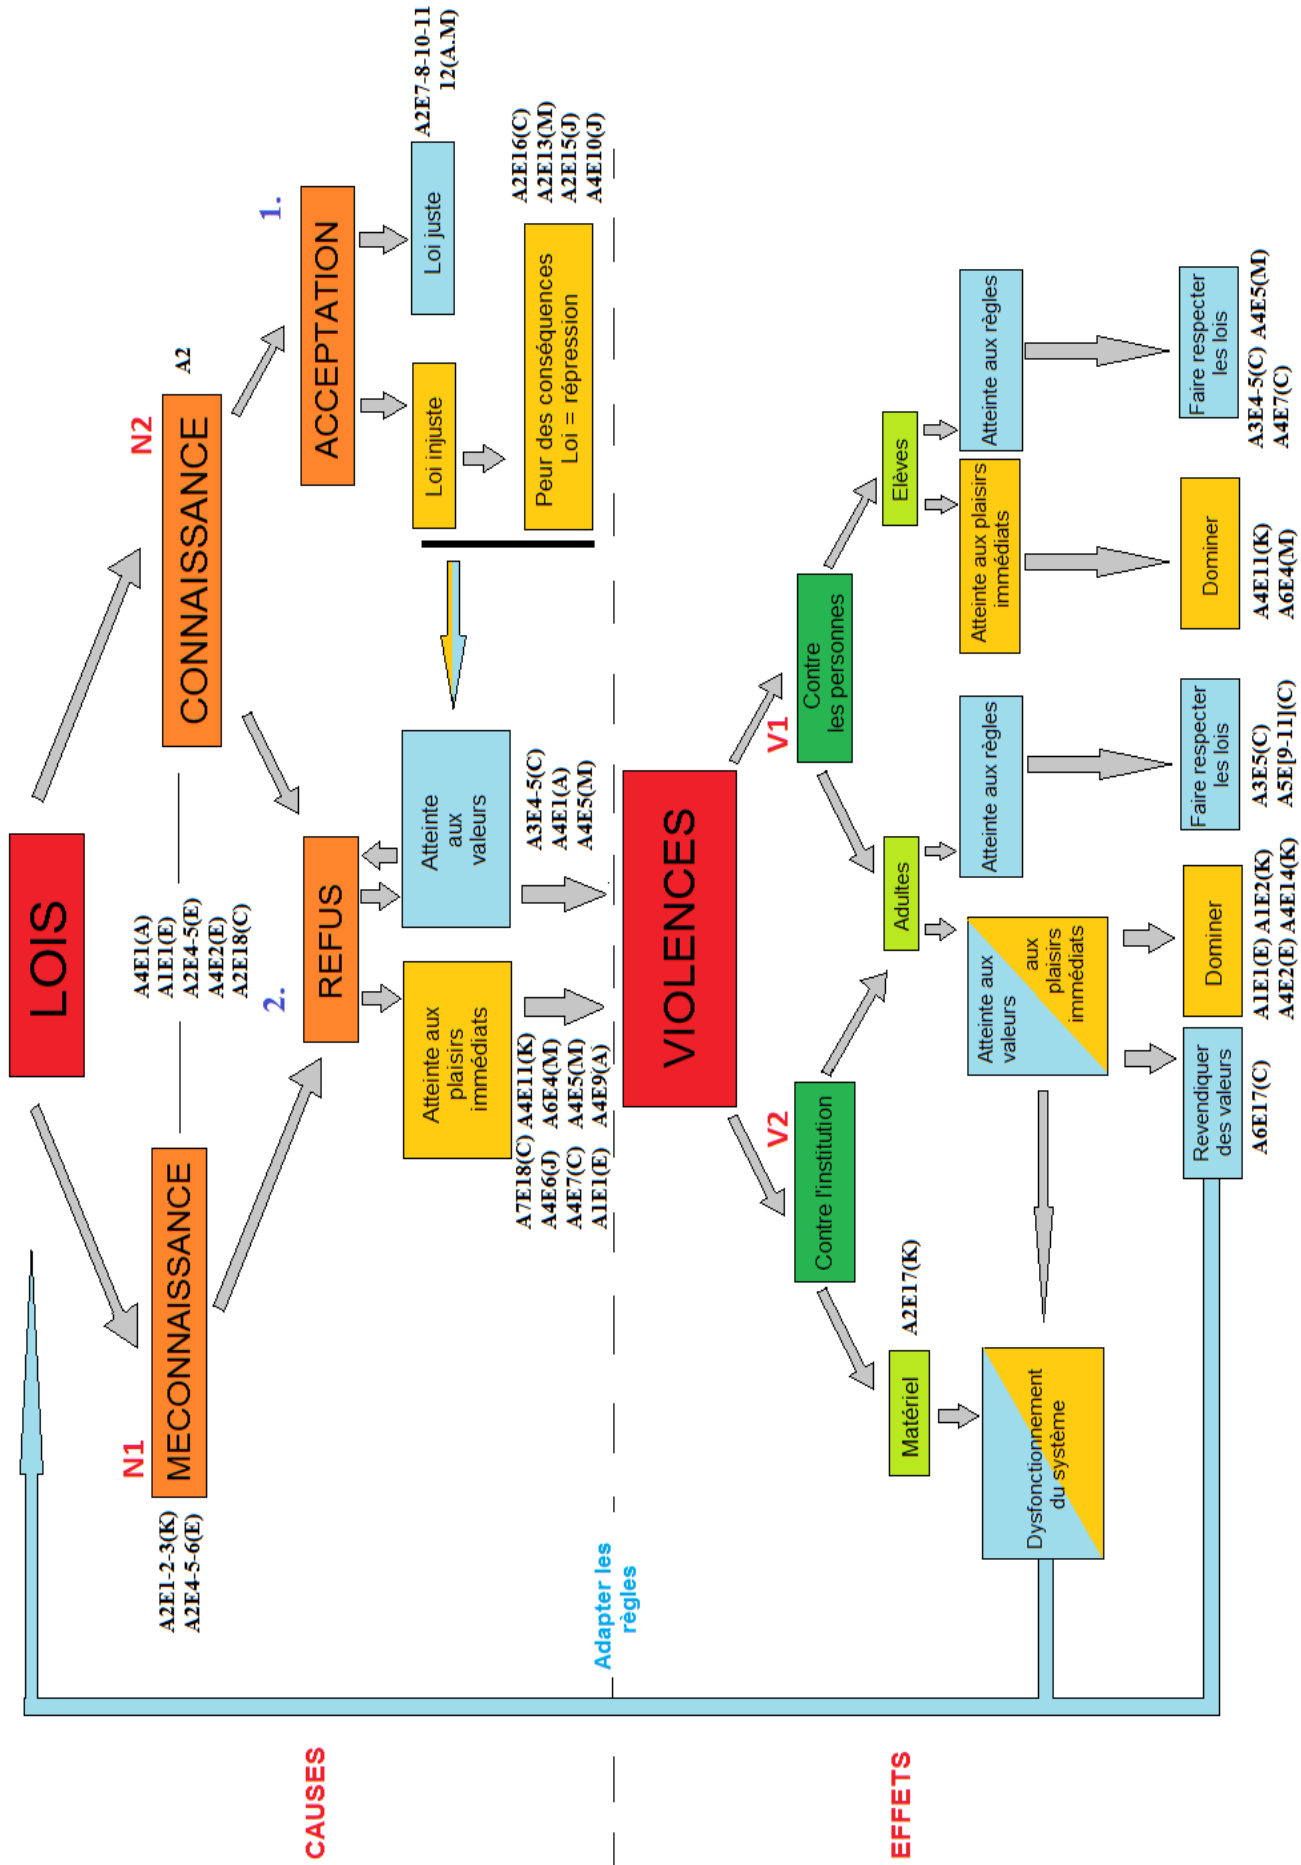 LOIS
N1
MECONNAISSANCE
A2E1-2-3(K)
A2E4-5-6(E)
A4E1(A)
A1E1(E)
A2E4-5(E)
A4E2(E)
A2E18(C)
N2
CONNAISSANCE
A2
CAUSES
2.
REFUS
1.
ACCEPTATION
Atteinte aux
plaisirs
immédiats
Atteinte
aux
valeurs
Loi injuste
Loi juste
A2E7-8-10-11
12(A.M)
Peur des conséquences
Loi = répression
A2E16(C)
A2E13(M)
A2E15(J)
A4E10(J)
A7E18(C) A4E11(K)
A4E6(J) A6E4(M)
A4E7(C) A4E5(M)
A1E1(E) A4E9(A)
A3E4-5(C)
A4E1(A)
A4E5(M)
Adapter les
règles
VIOLENCES
V2
Contre l'institution
V1
Contre
les personnes
EFFETS
Matériel
A2E17(K)
Adultes
Elèves
Dysfonctionnement
du système
Atteinte aux
valeurs
aux
plaisirs
immédiats
Atteinte aux règles
Atteinte aux plaisirs
immédiats
Atteinte aux règles
Revendiquer
des valeurs
A6E17(C)
Dominer
A1E1(E) A1E2(K)
A4E2(E) A4E14(K)
Faire respecter
les lois
A3E5(C)
A5E[9-11](C)
Dominer
A4E11(K)
A6E4(M)
Faire respecter
les lois
A3E4-5(C) A4E5(M)
A4E7(C)